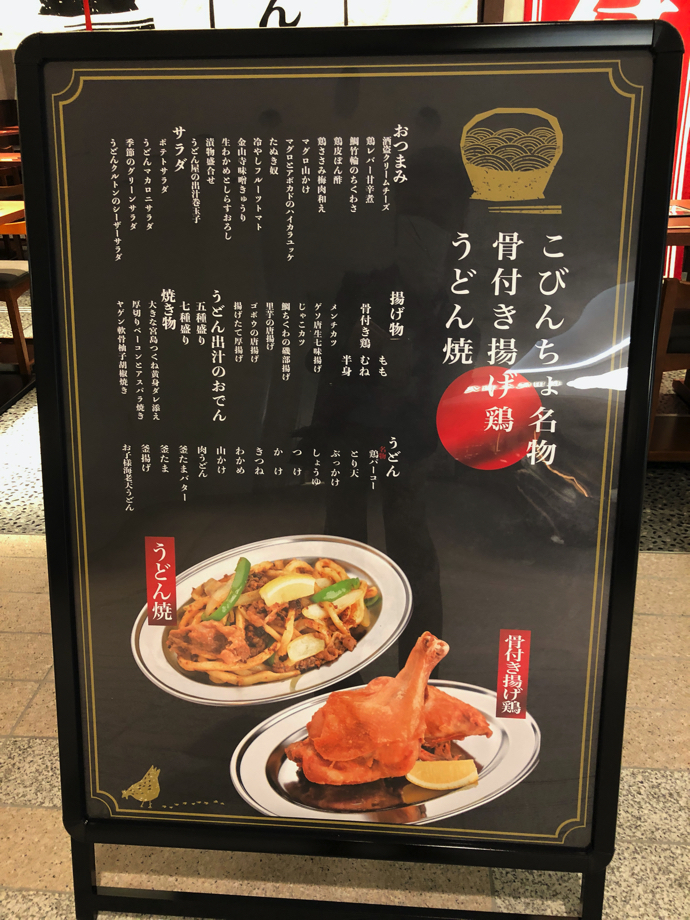 ん
こびんちょ名物
骨付き揚げ鶏
うどん焼
おつまみ
酒盗クリームチーズ
鶏レバー甘辛煮
鯛竹輪のちくわさ
鶏皮ぽん酢
鶏ささみ梅肉和え
マグロ山かけ
マグロとアボカドのハイカラユッケ
たぬき奴
冷やしフルーツトマト
金山寺味噌きゅうり
生わかめとしらすおろし
漬物盛合せ
うどん屋の出汁巻玉子
サラダ
ポテトサラダ
うどんマカロニサラダ
季節のグリーンサラダ
うどんクルトンのシーザーサラダ
揚げ物
骨付き鶏 もも むね 半身
メンチカツ
ゲソ唐生七味揚げ
じゃこカツ
鯛ちくわの磯部揚げ
里芋の唐揚げ
ゴボウの唐揚げ
揚げたて厚揚げ
うどん出汁のおでん
五種盛り
七種盛り
焼き物
大きな宮島つくね黄身ダレ添え
厚切りベーコンとアスパラ焼き
ヤゲン軟骨柚子胡椒焼き
うどん
名物 鶏パーコー
とり天
ぶっかけ
しょうゆ
つけ
かけ
きつね
わかめ
山かけ
肉うどん
釜たまバター
釜たま
釜揚げ
お子様海老天うどん
うどん焼
骨付き揚げ鶏